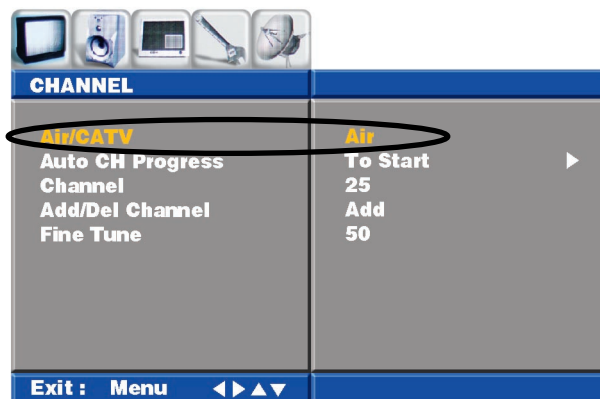 CHANNEL
Air/CATV Air
Auto CH Progress To Start ▶
Channel 25
Add/Del Channel Add
Fine Tune 50
Exit : Menu ◀▶▲▼